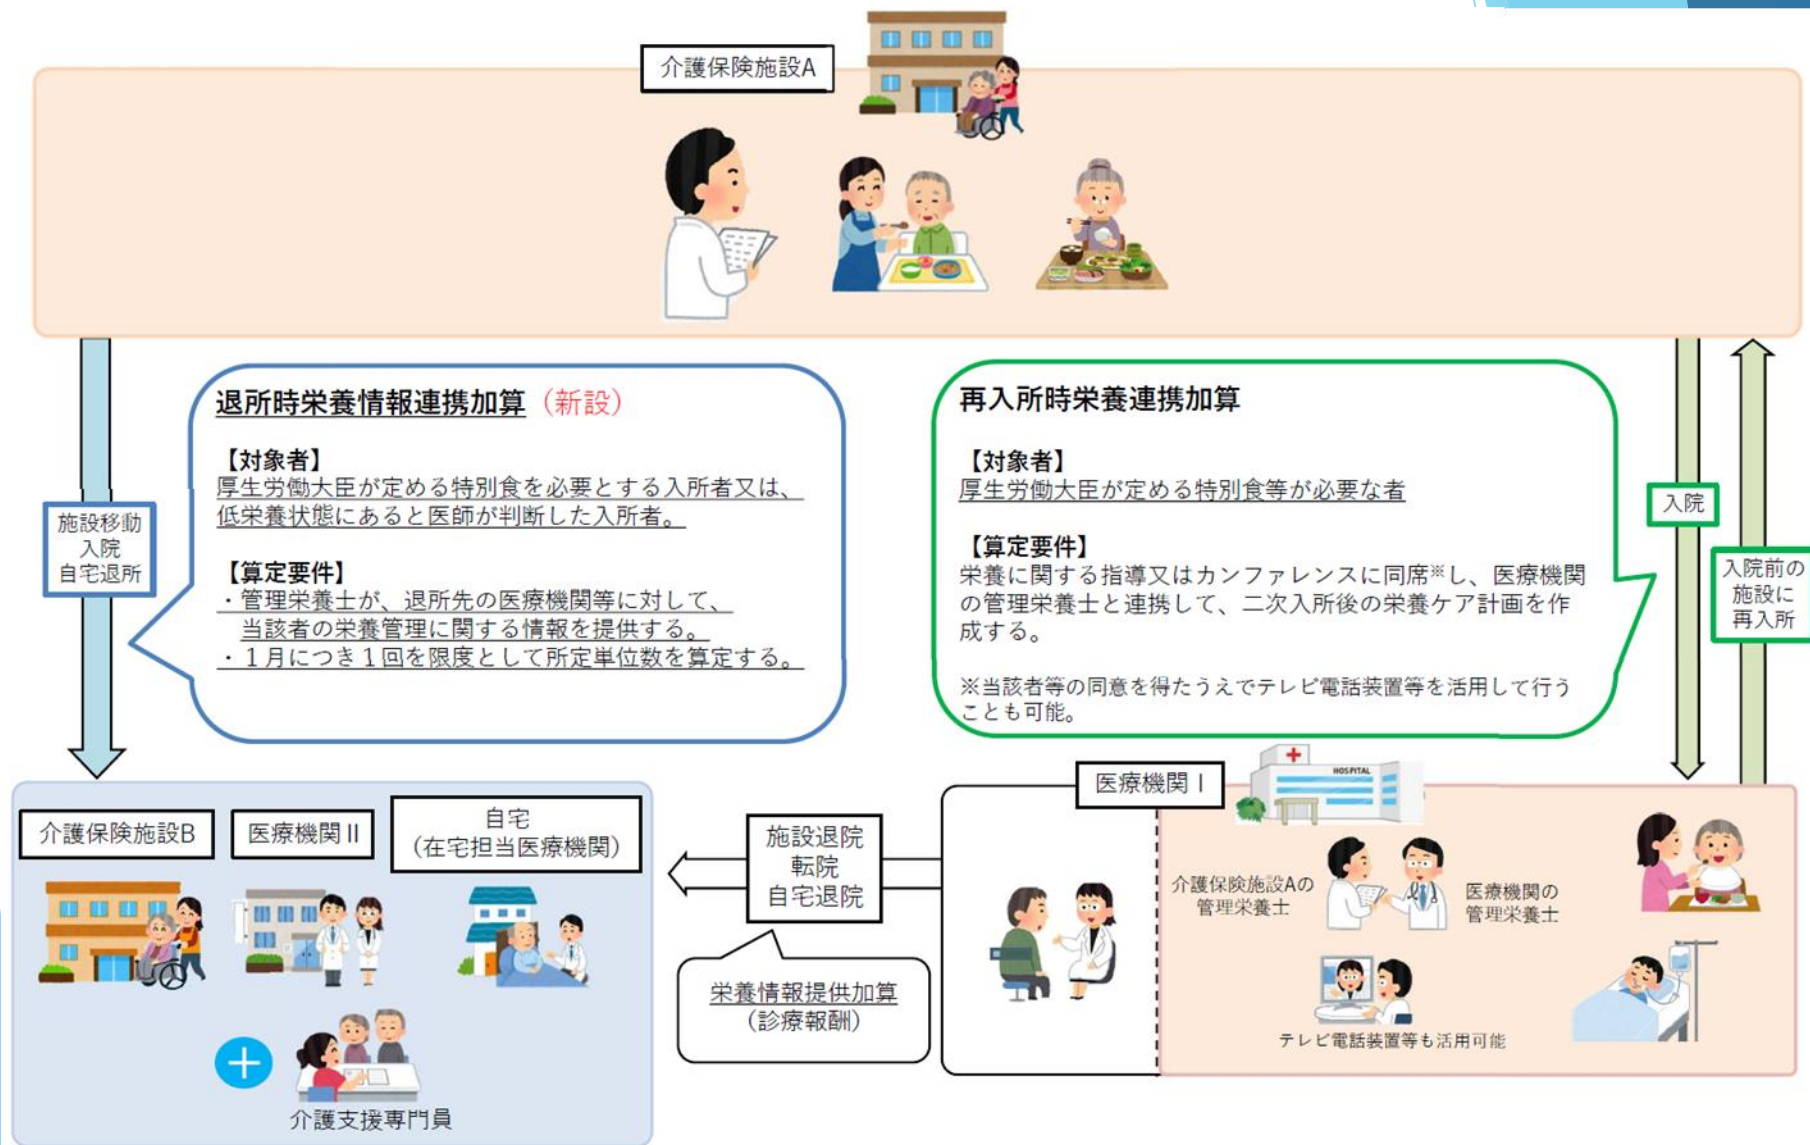 介護保険施設A
退所時栄養情報連携加算（新設）
【対象者】
厚生労働大臣が定める特別食を必要とする入所者又は、
低栄養状態にあると医師が判断した入所者。
【算定要件】
・管理栄養士が、退所先の医療機関等に対して、
当該者の栄養管理に関する情報を提供する。
・１月につき１回を限度として所定単位数を算定する。
施設移動
入院
自宅退所
再入所時栄養連携加算
【対象者】
厚生労働大臣が定める特別食等が必要な者
【算定要件】
栄養に関する指導又はカンファレンスに同席※し、医療機関
の管理栄養士と連携して、二次入所後の栄養ケア計画を作
成する。
※当該者等の同意を得たうえでテレビ電話装置等を活用して行う
ことも可能。
入院
入院前の
施設に
再入所
介護保険施設B
医療機関Ⅱ
自宅
（在宅担当医療機関）
介護支援専門員
施設退院
転院
自宅退院
栄養情報提供加算
（診療報酬）
医療機関Ⅰ
HOSPITAL
介護保険施設Aの
管理栄養士
医療機関の
管理栄養士
テレビ電話装置等も活用可能